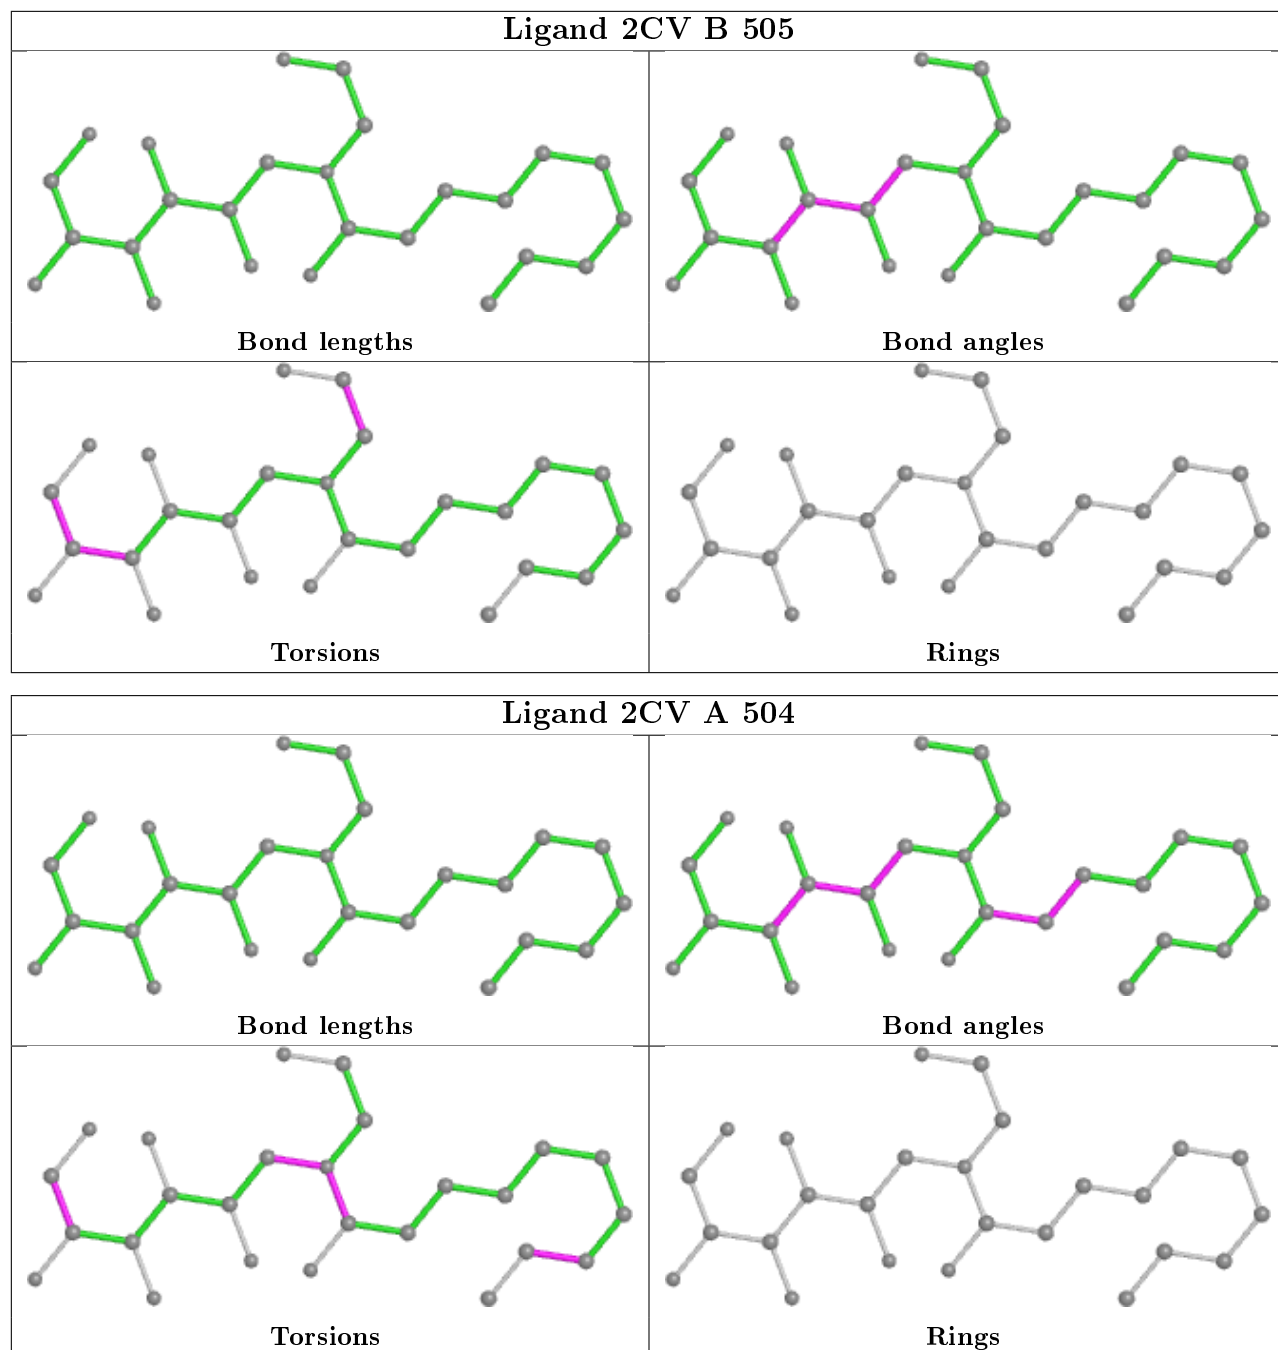 Ligand 2CV B 505
Bond lengths
Bond angles
Torsions
Rings
Ligand 2CV A 504
Bond lengths
Bond angles
Torsions
Rings